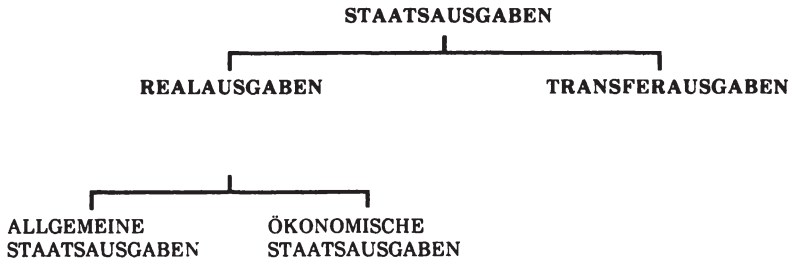 STAATSAUSGABEN
REALAUSGABEN
TRANSFERAUSGABEN
ALLGEMEINE
STAATSAUSGABEN
ÖKONOMISCHE
STAATSAUSGABEN